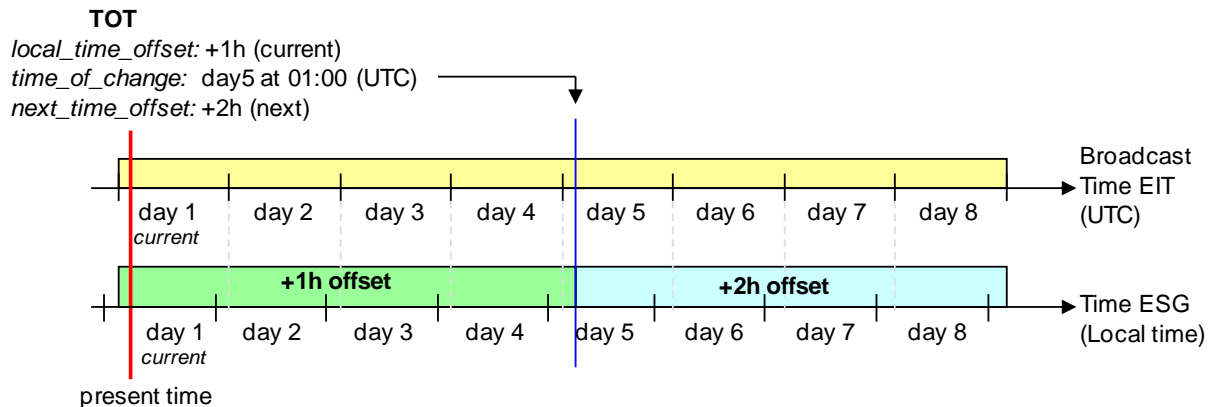 TOT
local_time_offset: +1h (current)
time_of_change: day5 at 01:00 (UTC)
next_time_offset: +2h (next)
Broadcast
Time EIT
(UTC)
day 1 day 2 day 3 day 4 day 5 day 6 day 7 day 8
current
+1h offset +2h offset
Time ESG
(Local time)
day 1 day 2 day 3 day 4 day 5 day 6 day 7 day 8
current
present time